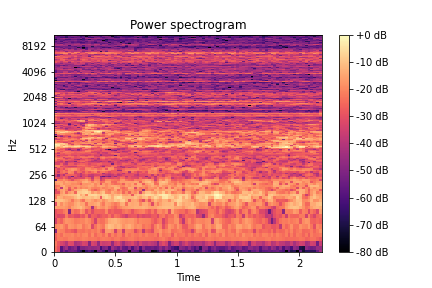 Power spectrogram
8192
4096
2048
1024
512
256
128
64
0
Hz
0
0.5
1
1.5
2
Time
+0 dB
-10 dB
-20 dB
-30 dB
-40 dB
-50 dB
-60 dB
-70 dB
-80 dB